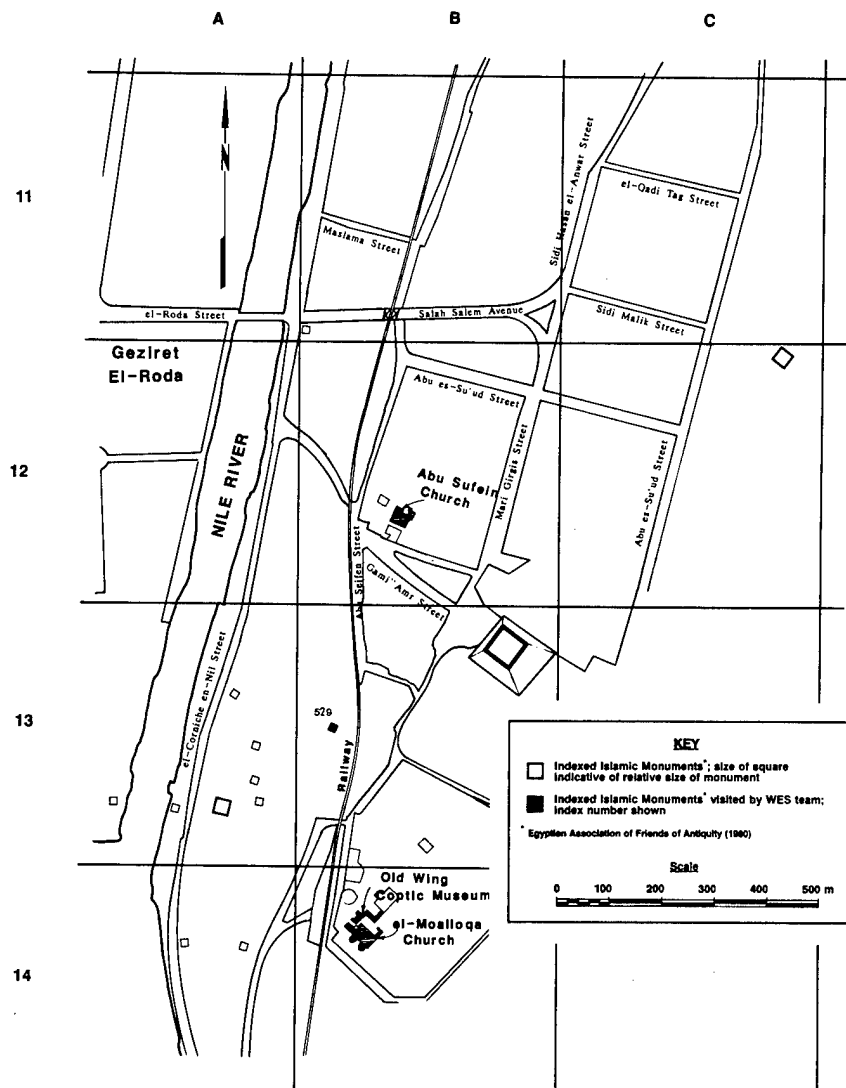 A B C
11
12
13
14
N
Maslama Street
Sidi Hasan el-Anwar Street
el-Qadi Tag Street
el-Roda Street
Salah Salem Avenue
Sidi Malik Street
Geziret
El-Roda
Abu es-Su'ud Street
NILE RIVER
Abu Sufein
Church
Mari Girgis Street
Abu es-Su'ud Street
Abu Seifen Street
Gami' 'Amr Street
el-Corniche en-Nil Street
529
Railway
KEY
Indexed Islamic Monuments*; size of square
indicative of relative size of monument
Indexed Islamic Monuments* visited by WES team;
index number shown
* Egyptian Association of Friends of Antiquity (1980)
Scale
0 100 200 300 400 500 m
Old Wing
Coptic Museum
el-Moalloqa
Church